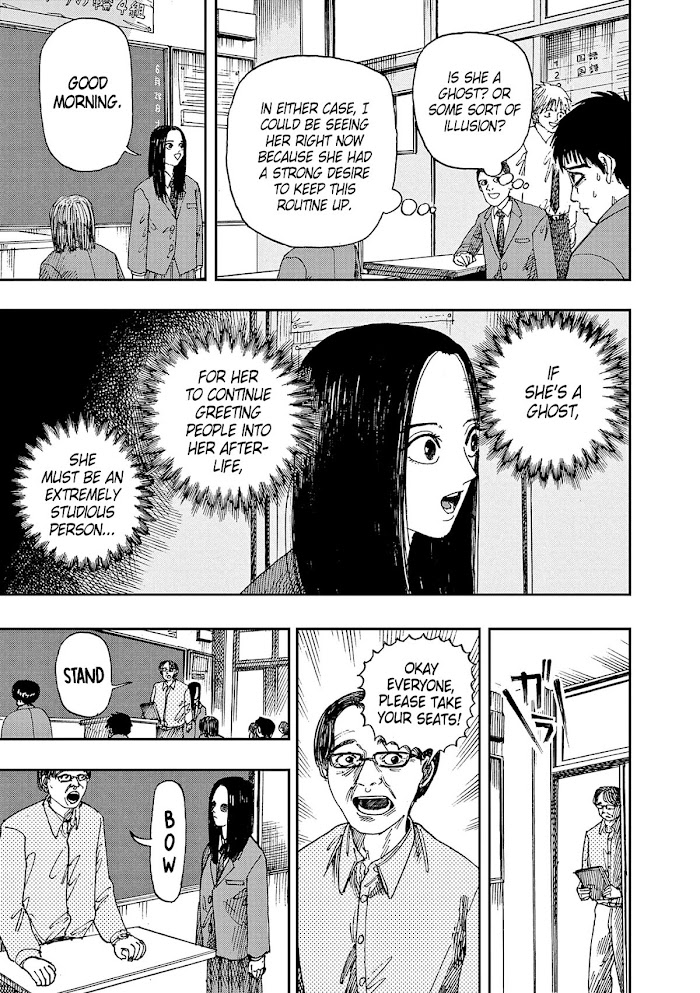 IS SHE A
GHOST? OR
SOME SORT OF
ILLUSION?
IN EITHER CASE, I
COULD BE SEEING
HER RIGHT NOW
BECAUSE SHE HAD
A STRONG DESIRE
TO KEEP THIS
ROUTINE UP.
GOOD
MORNING.
IF
SHE'S A
GHOST,
FOR HER
TO CONTINUE
GREETING
PEOPLE INTO
HER AFTER-
LIFE,
SHE
MUST BE AN
EXTREMELY
STUDIOUS
PERSON...
ガラ
OKAY
EVERYONE,
PLEASE TAKE
YOUR SEATS!
STAND
BOW